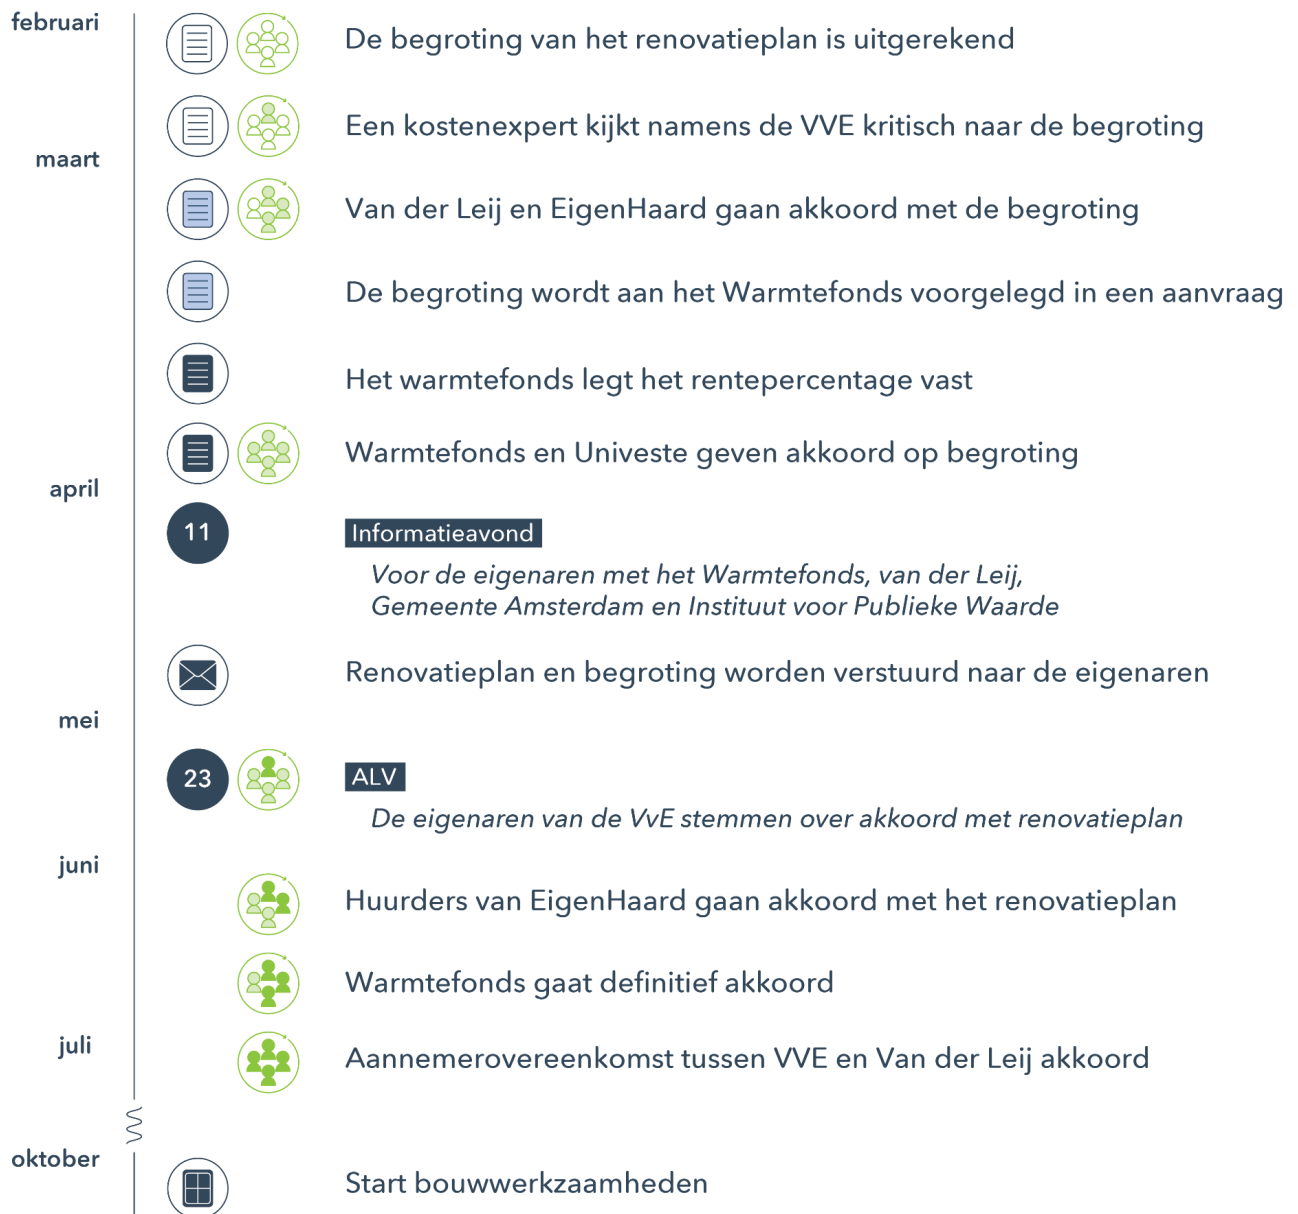 februari
De begroting van het renovatieplan is uitgerekend
Een kostenexpert kijkt namens de VVE kritisch naar de begroting
maart
Van der Leij en EigenHaard gaan akkoord met de begroting
De begroting wordt aan het Warmtefonds voorgelegd in een aanvraag
Het warmtefonds legt het rentepercentage vast
Warmtefonds en Univeste geven akkoord op begroting
april
11
Informatieavond
Voor de eigenaren met het Warmtefonds, van der Leij,
Gemeente Amsterdam en Instituut voor Publieke Waarde
Renovatieplan en begroting worden verstuurd naar de eigenaren
mei
23
ALV
De eigenaren van de VvE stemmen over akkoord met renovatieplan
juni
Huurders van EigenHaard gaan akkoord met het renovatieplan
Warmtefonds gaat definitief akkoord
juli
Aannemerovereenkomst tussen VVE en Van der Leij akkoord
oktober
Start bouwwerkzaamheden